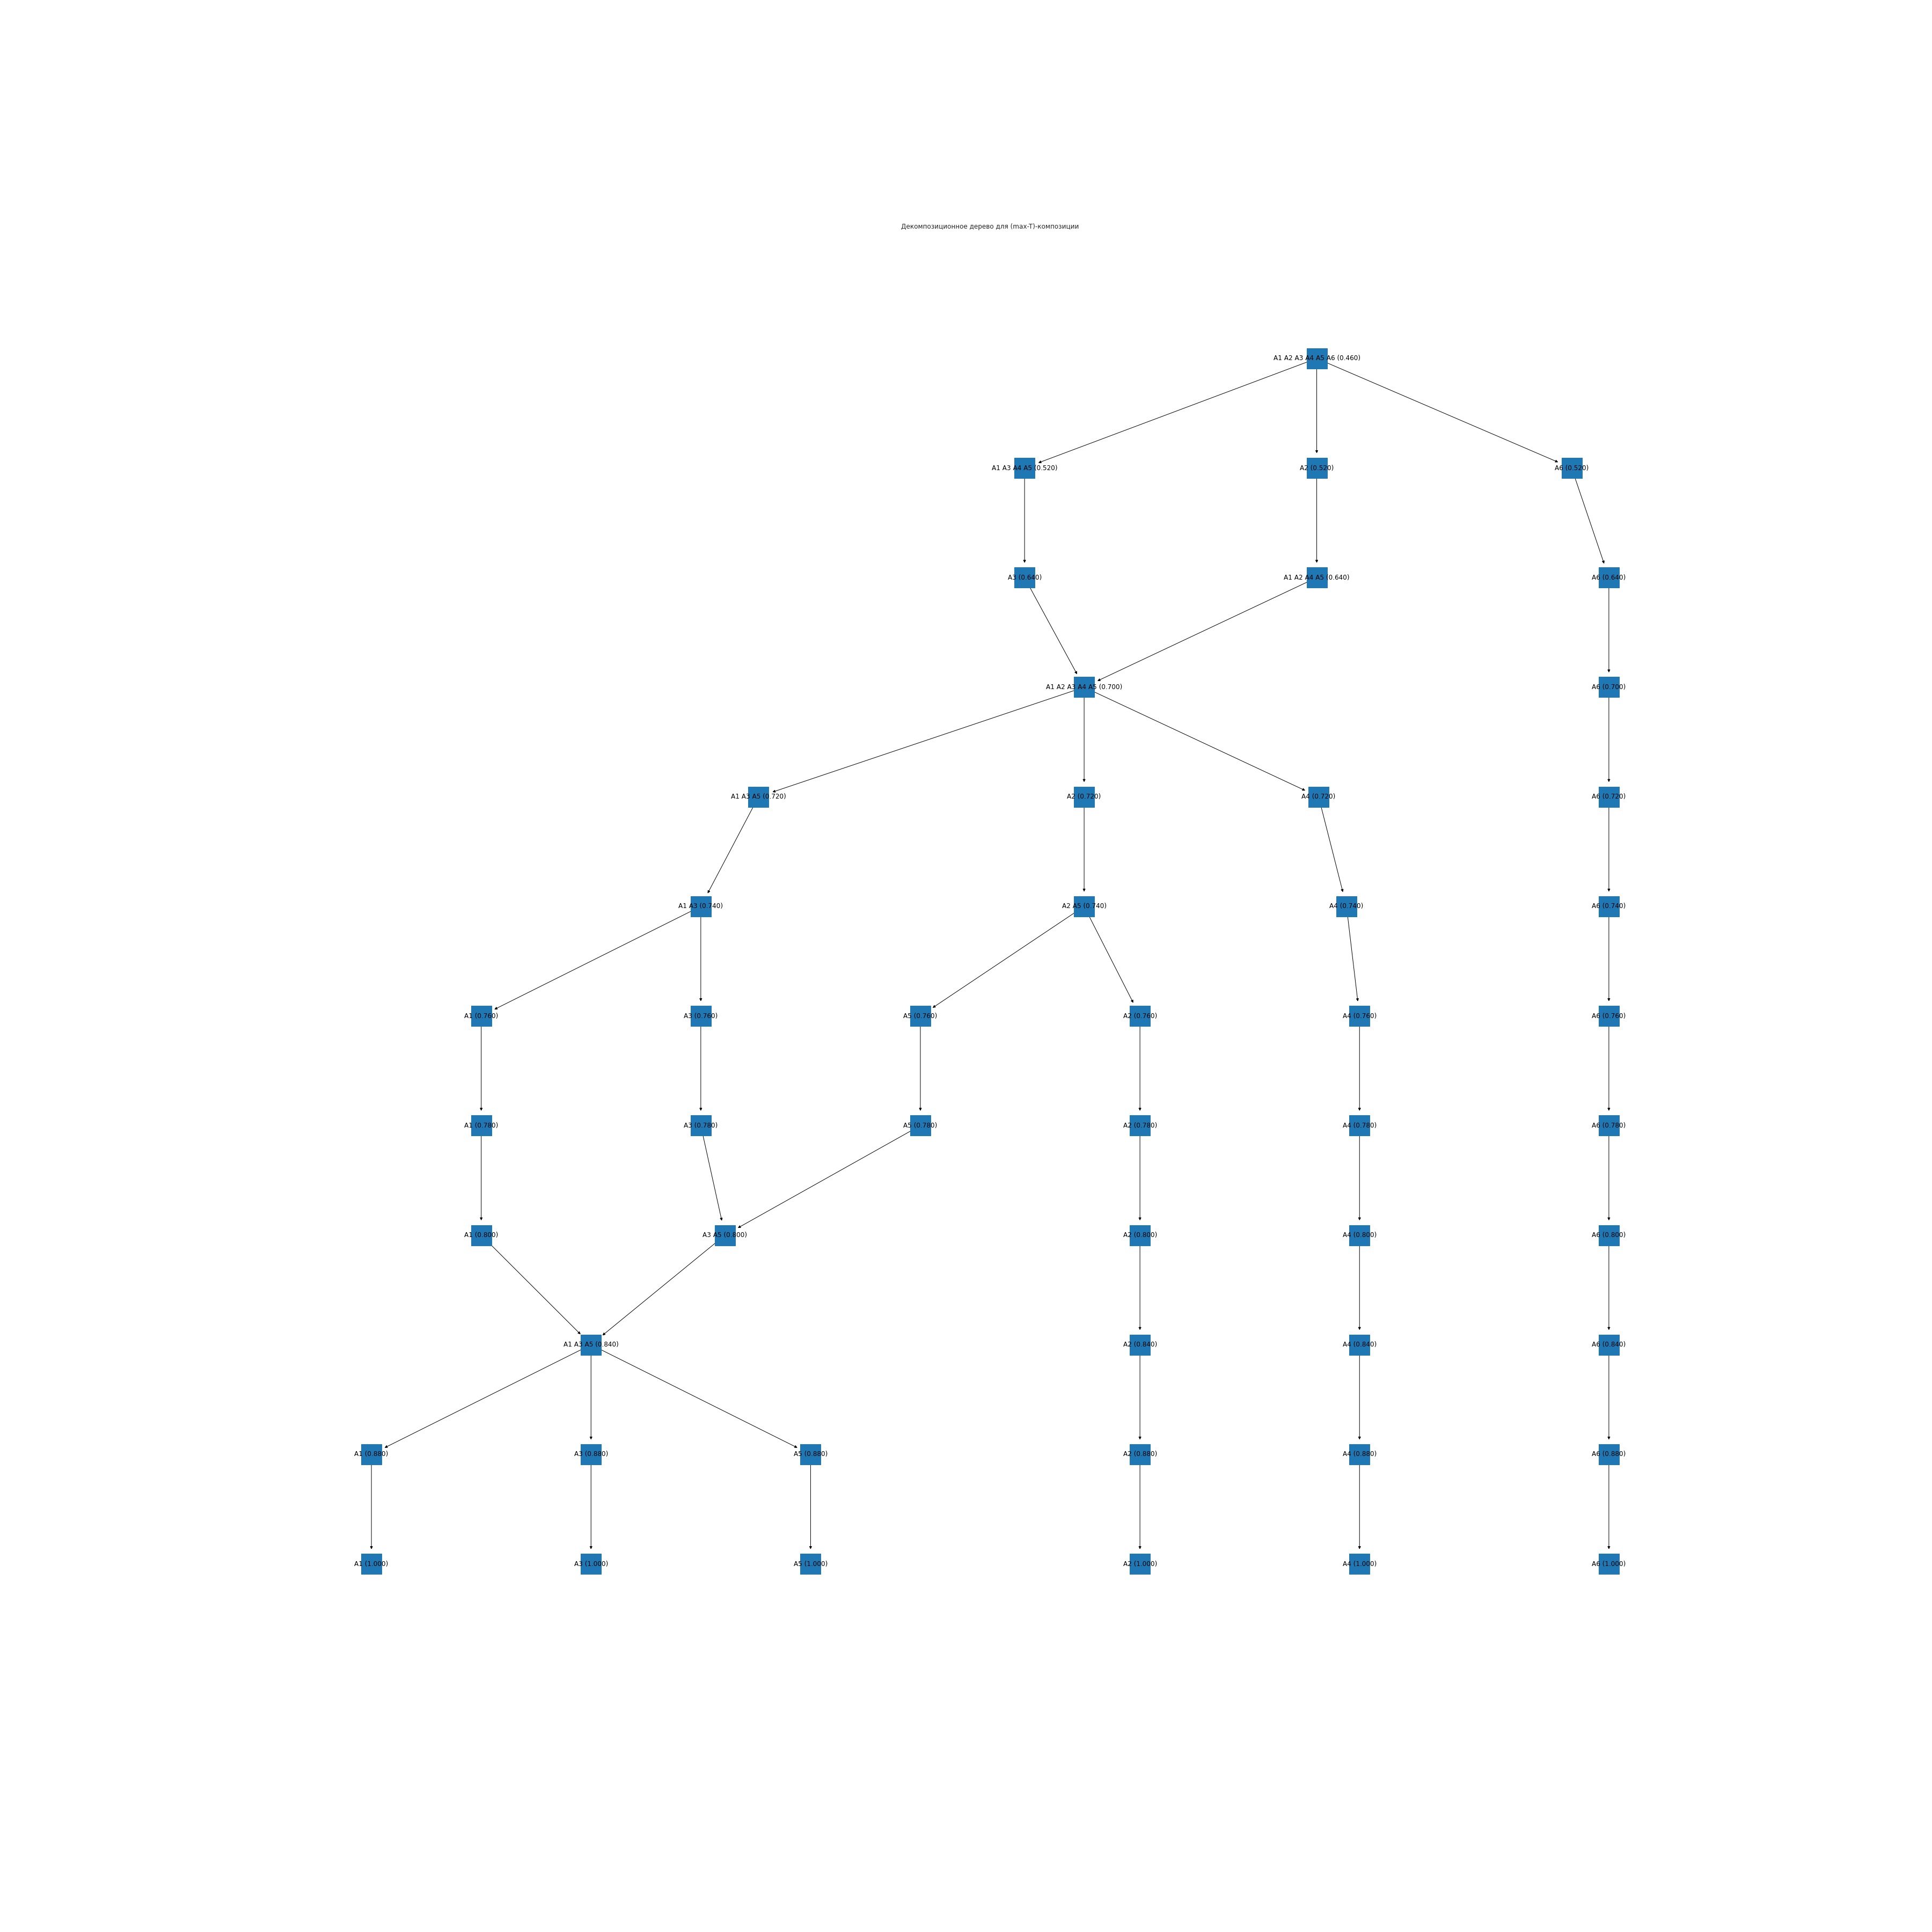 Декомпозиционное дерево для (max-T)-композиции
A1 A2 A3 A4 A5 A6 (0.460)
A1 A3 A4 A5 (0.520)
A2 (0.520)
A6 (0.520)
A3 (0.640)
A1 A2 A4 A5 (0.640)
A6 (0.640)
A1 A2 A3 A4 A5 (0.700)
A6 (0.700)
A1 A3 A5 (0.720)
A2 (0.720)
A4 (0.720)
A6 (0.720)
A1 A3 (0.740)
A2 A5 (0.740)
A4 (0.740)
A6 (0.740)
A1 (0.760)
A3 (0.760)
A5 (0.760)
A2 (0.760)
A4 (0.760)
A6 (0.760)
A1 (0.780)
A3 (0.780)
A5 (0.780)
A2 (0.780)
A4 (0.780)
A6 (0.780)
A1 (0.800)
A3 A5 (0.800)
A2 (0.800)
A4 (0.800)
A6 (0.800)
A1 A3 A5 (0.840)
A2 (0.840)
A4 (0.840)
A6 (0.840)
A1 (0.880)
A3 (0.880)
A5 (0.880)
A2 (0.880)
A4 (0.880)
A6 (0.880)
A1 (1.000)
A3 (1.000)
A5 (1.000)
A2 (1.000)
A4 (1.000)
A6 (1.000)